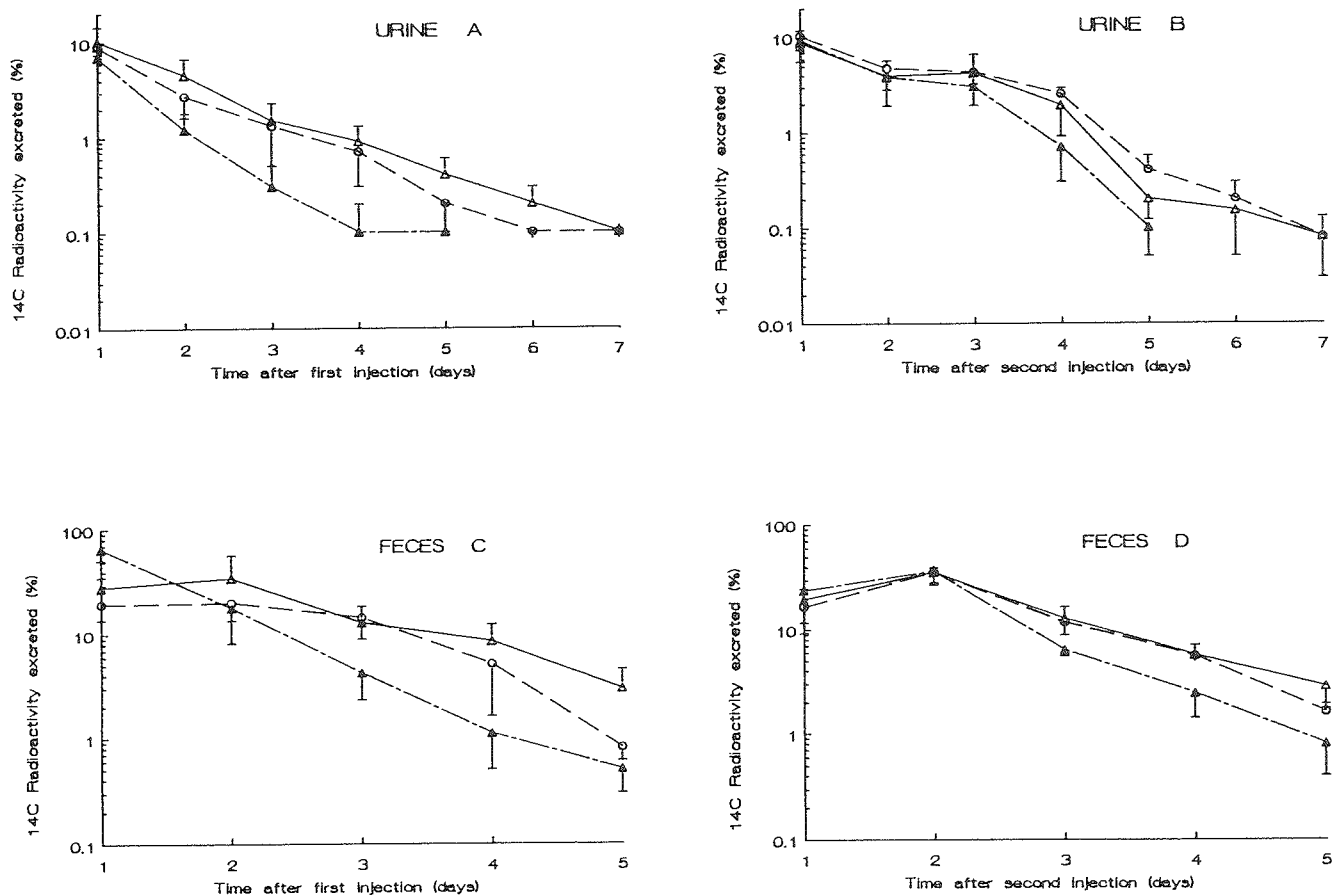 URINE A
14C Radioactivity excreted (%)
10
1
0.1
0.01
1 2 3 4 5 6 7
Time after first injection (days)
URINE B
14C Radioactivity excreted (%)
10
1
0.1
0.01
1 2 3 4 5 6 7
Time after second injection (days)
FECES C
14C Radioactivity excreted (%)
100
10
1
0.1
1 2 3 4 5
Time after first injection (days)
FECES D
14C Radioactivity excreted (%)
100
10
1
0.1
1 2 3 4 5
Time after second injection (days)